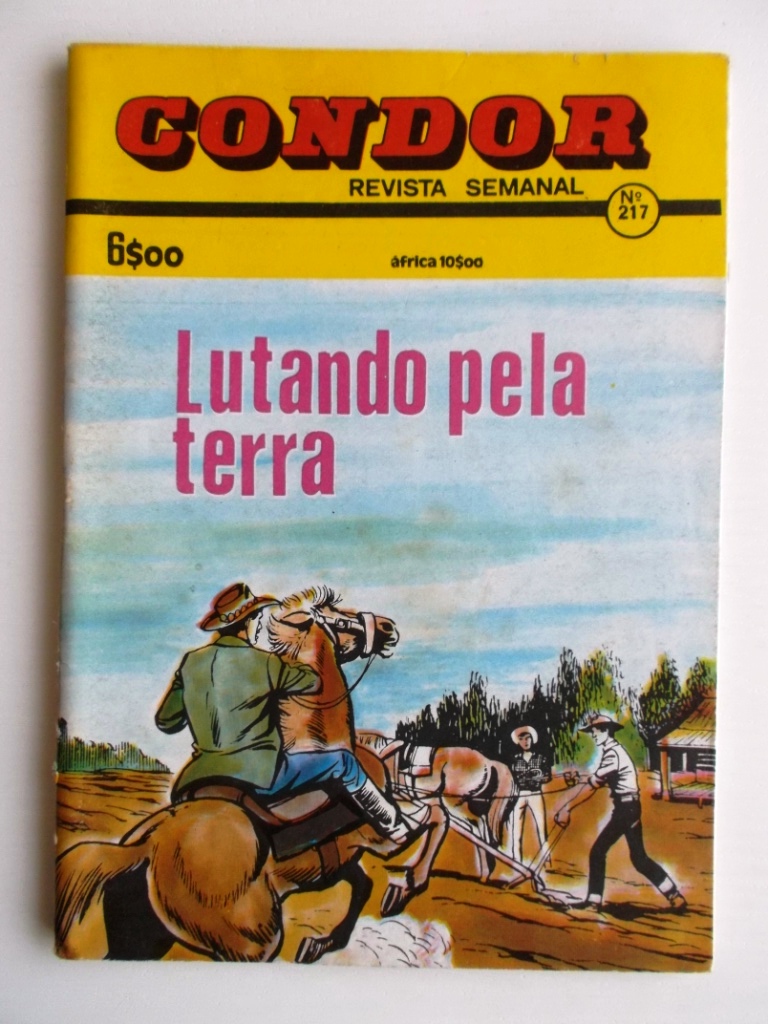 CONDOR
REVISTA SEMANAL
Nº
217
6$00
áfrica 10$00
Lutando pela
terra